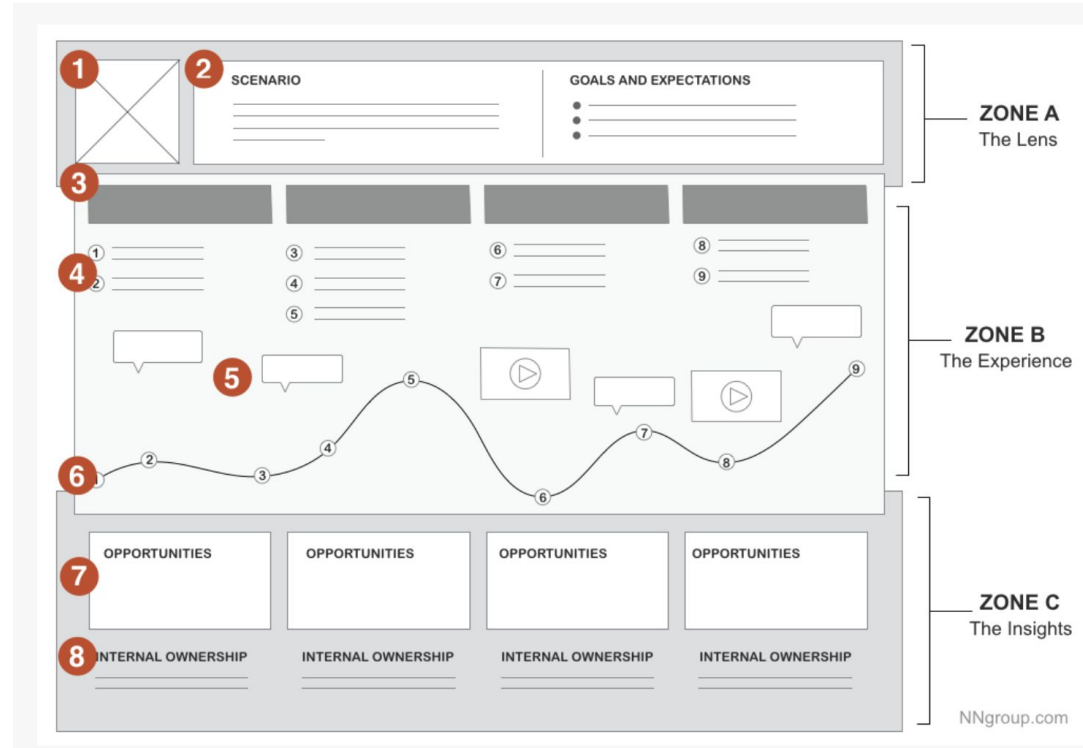 1
2
SCENARIO
GOALS AND EXPECTATIONS
ZONE A
The Lens
3
1
3
6
8
4
2
4
7
9
5
ZONE B
The Experience
5
5
9
6
1
2
3
4
6
7
8
OPPORTUNITIES
OPPORTUNITIES
OPPORTUNITIES
OPPORTUNITIES
7
ZONE C
The Insights
8
INTERNAL OWNERSHIP
INTERNAL OWNERSHIP
INTERNAL OWNERSHIP
INTERNAL OWNERSHIP
NNgroup.com